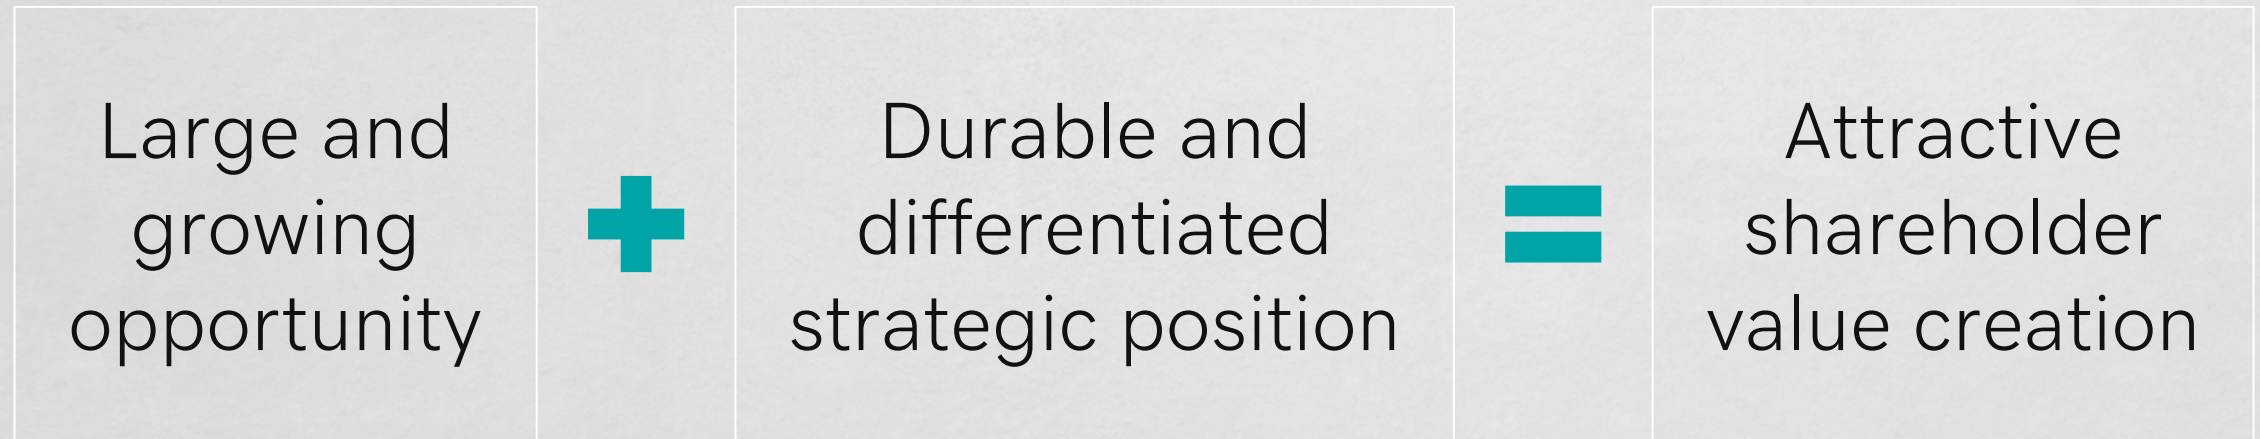 Large and
growing
opportunity
+
Durable and
differentiated
strategic position
=
Attractive
shareholder
value creation